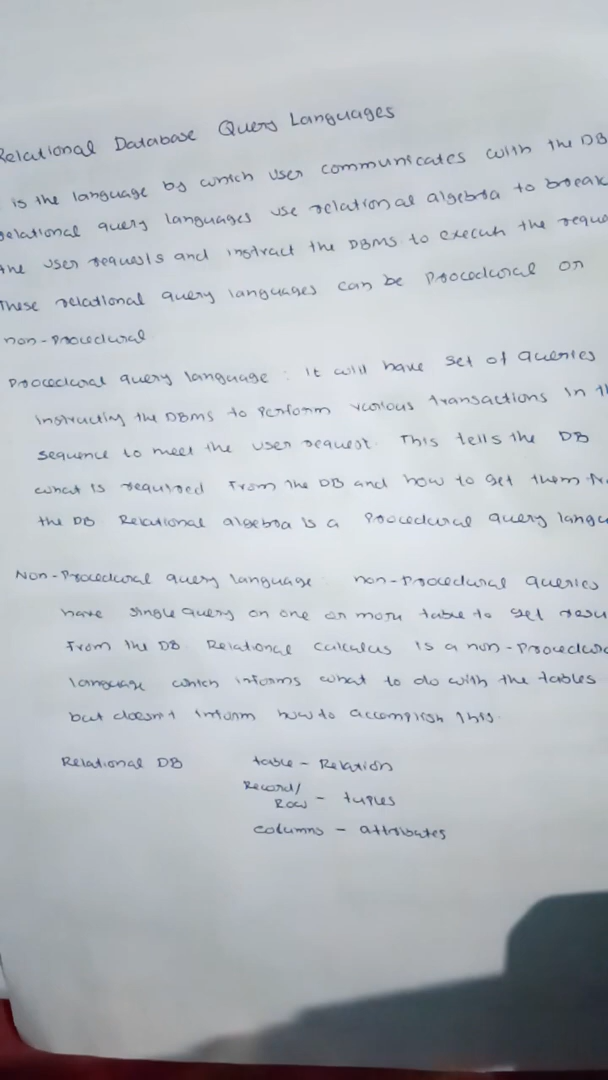 Relational Database Query Languages
is the language by which user communicates with the DB
relational query languages use relational algebra to break
the user requests and instruct the DBMS to execute the reque
These relational query languages can be procedural or
non-procedural
Procedural query language : it will have set of queries
instructing the DBMS to perform various transactions in th
sequence to meet the user request. This tells the DB
what is required from the DB and how to get them fr
the DB Relational algebra is a procedural query langu
Non-procedural query language non-procedural queries
have single query on one or more table to get resu
From the DB. Relational calculus is a non-procedura
language which informs what to do with the tables
but doesn't inform how to accomplish this.
Relational DB table - Relation
Record/
Row - tuples
columns - attributes